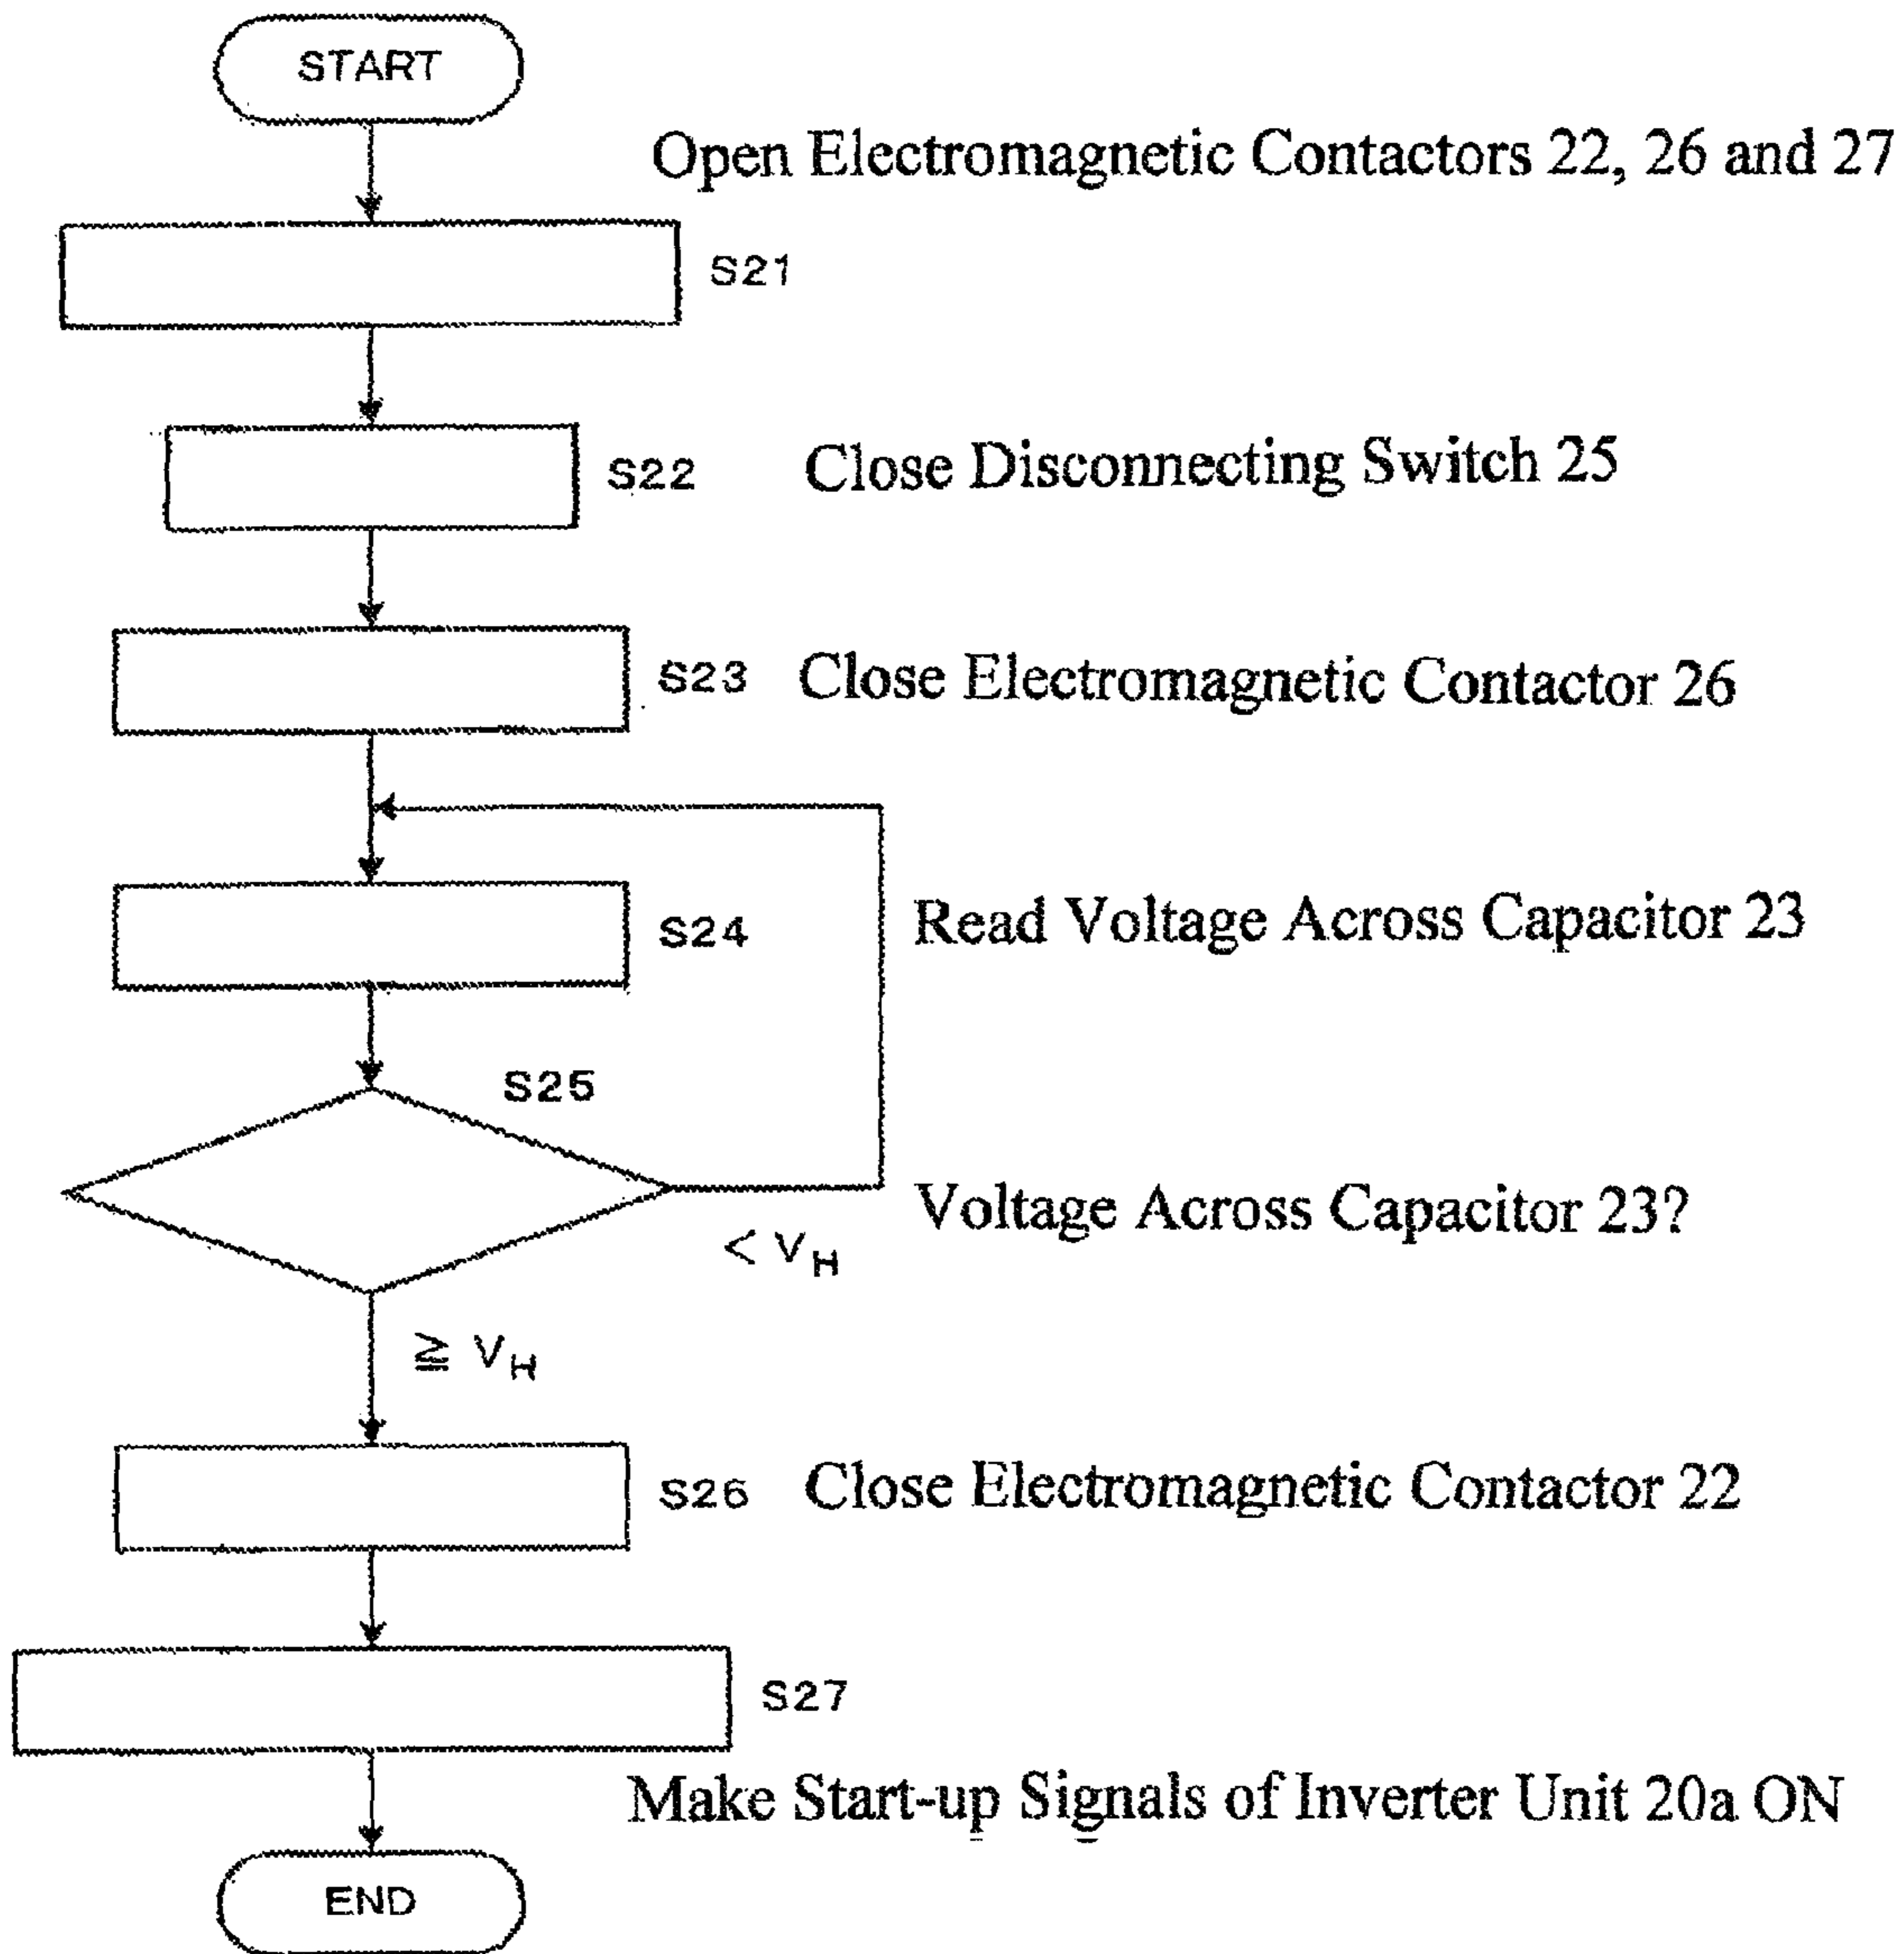 START
Open Electromagnetic Contactors 22, 26 and 27
S21
S22 Close Disconnecting Switch 25
S23 Close Electromagnetic Contactor 26
S24 Read Voltage Across Capacitor 23
S25
Voltage Across Capacitor 23?
< VH
≧ VH
S26 Close Electromagnetic Contactor 22
S27
Make Start-up Signals of Inverter Unit 20a ON
END